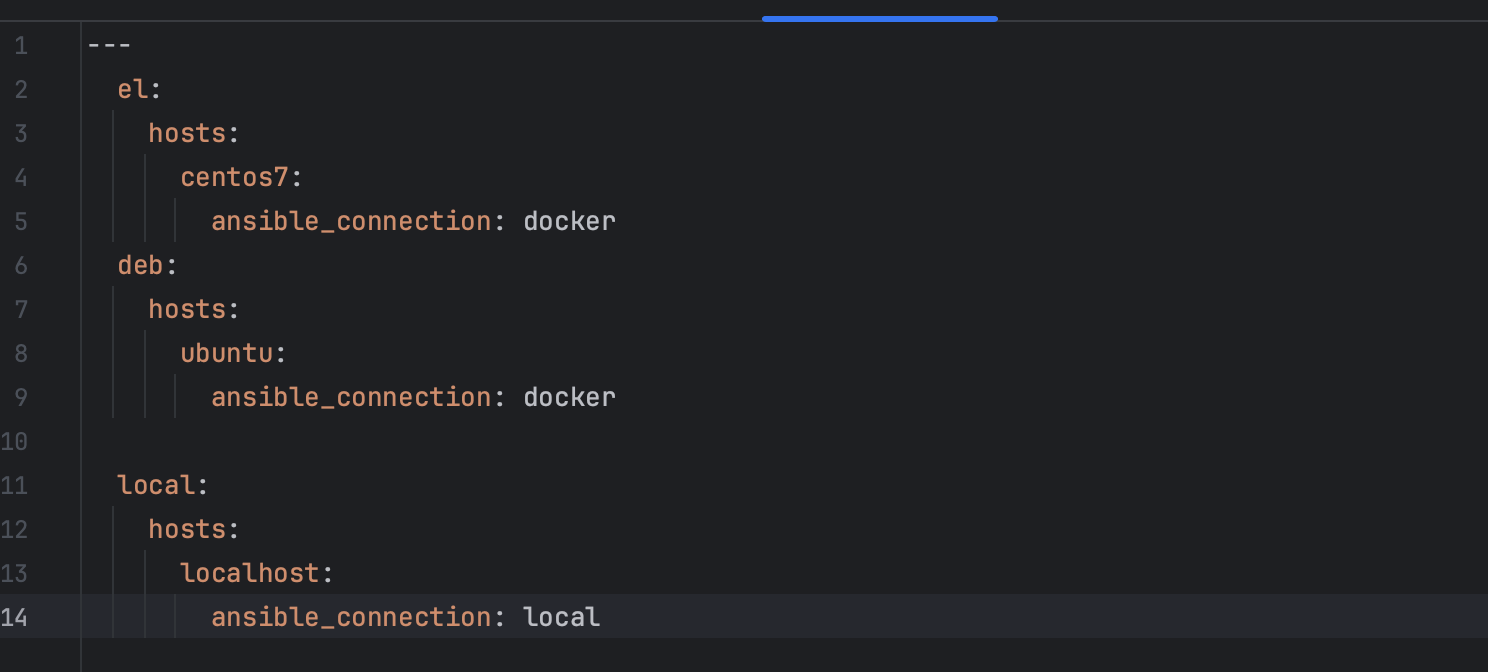 1 ---
2   el:
3     hosts:
4       centos7:
5         ansible_connection: docker
6   deb:
7     hosts:
8       ubuntu:
9         ansible_connection: docker
10
11   local:
12     hosts:
13       localhost:
14         ansible_connection: local